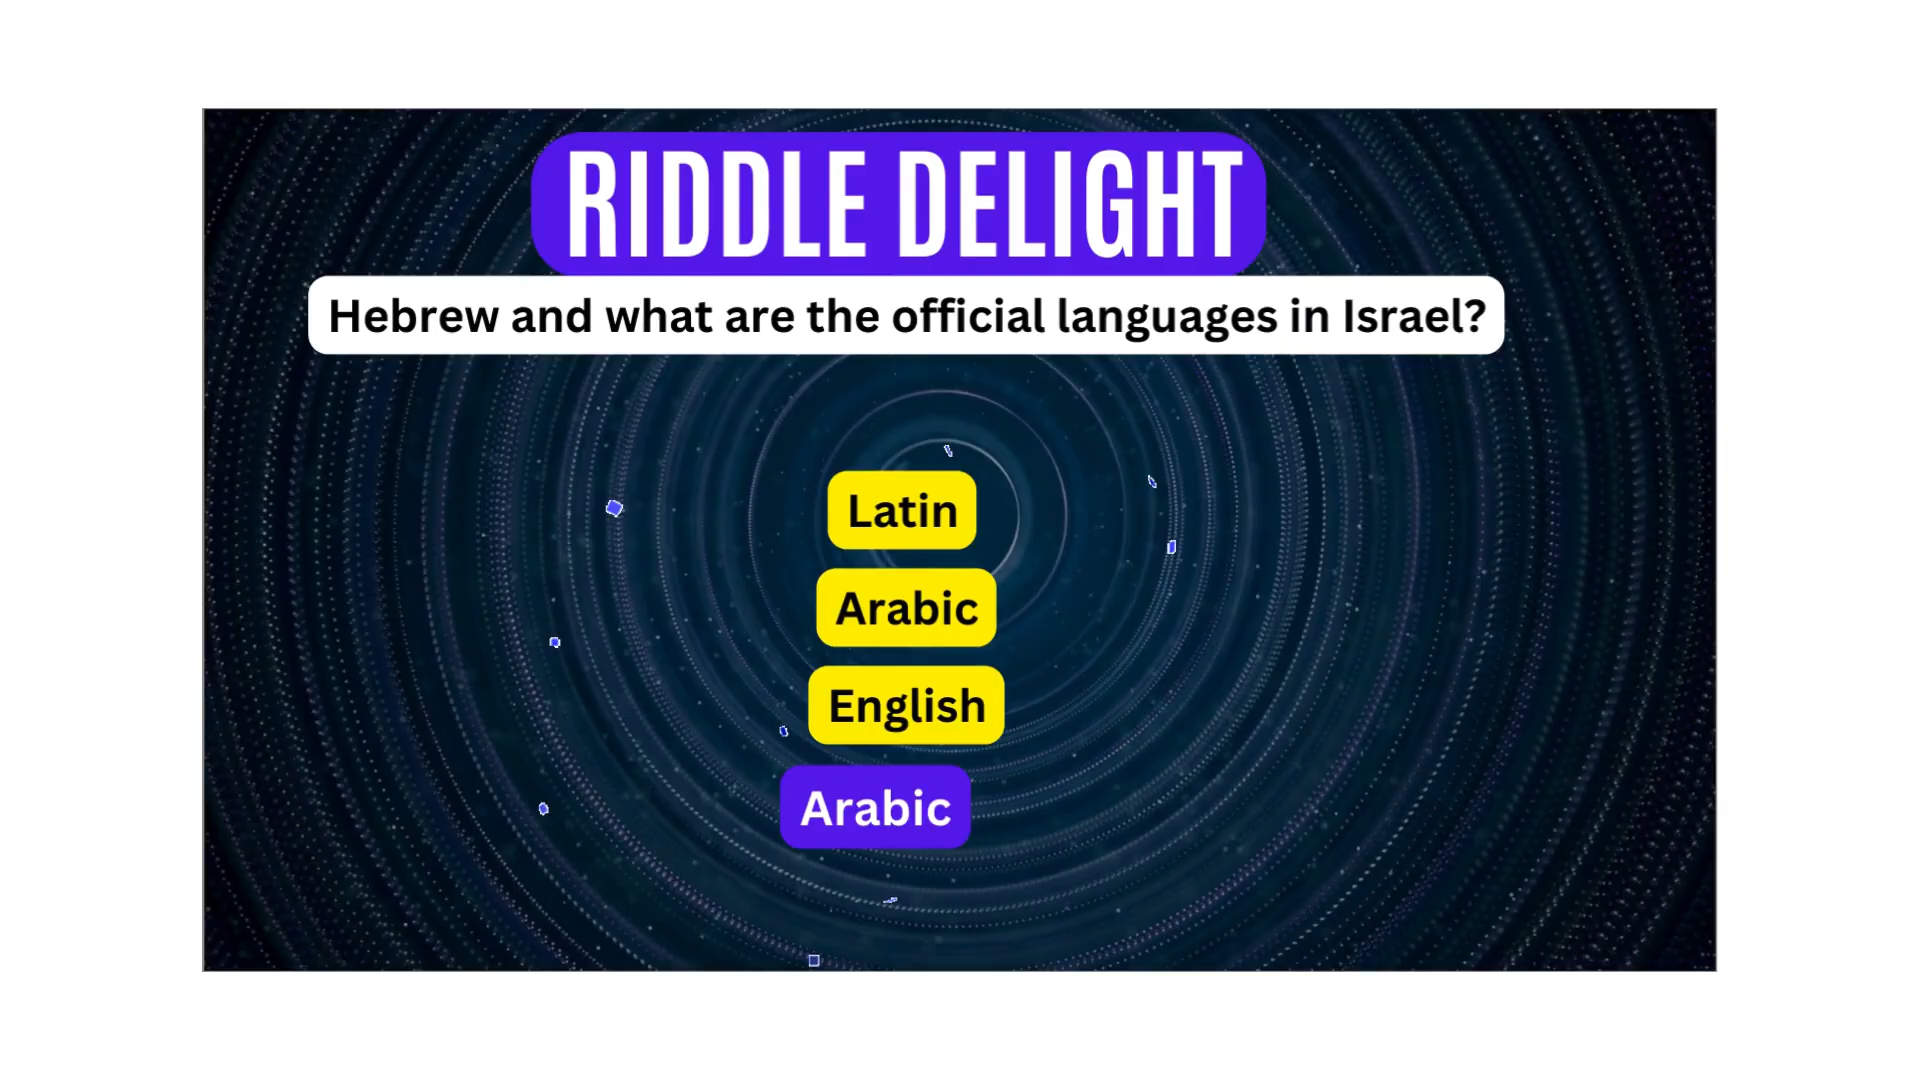 RIDDLE DELIGHT
Hebrew and what are the official languages in Israel?
Latin
Arabic
English
Arabic